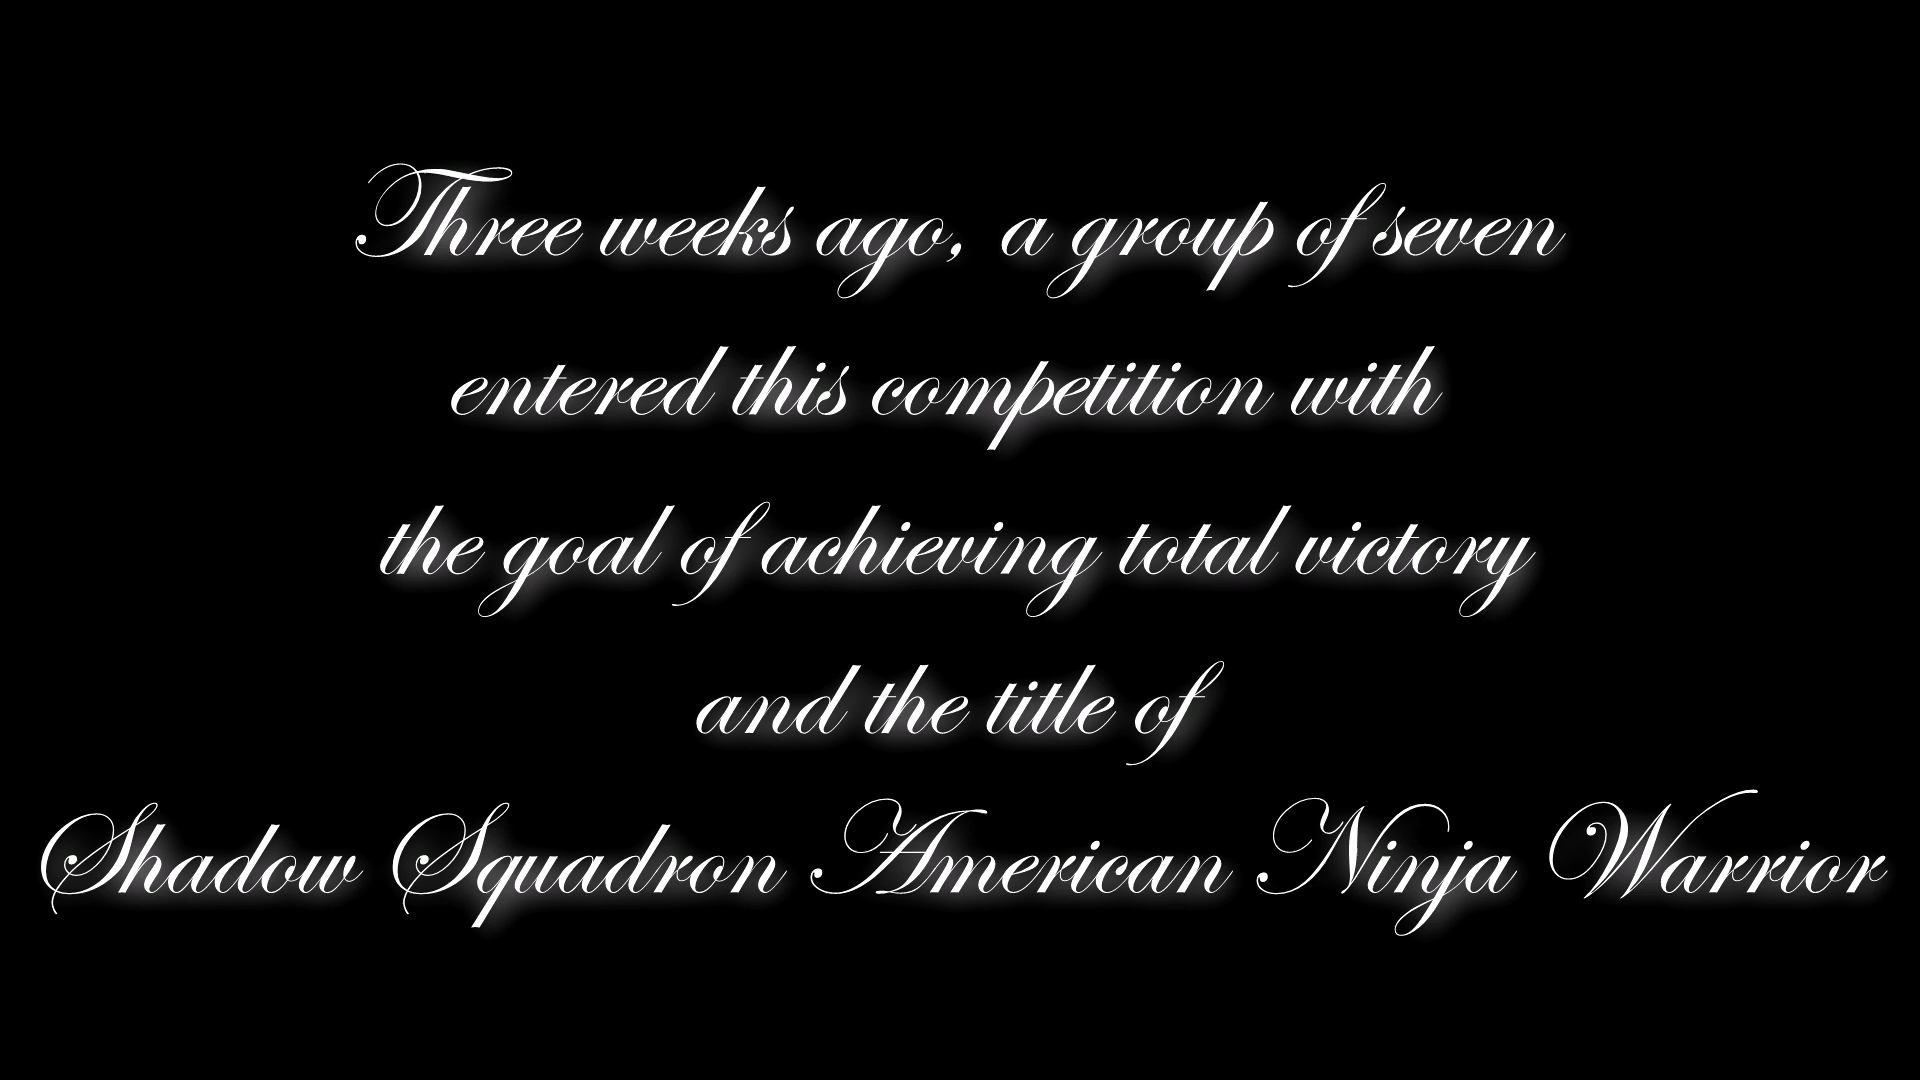 Three weeks ago, a group of seven
entered this competition with
the goal of achieving total victory
and the title of
Shadow Squadron American Ninja Warrior